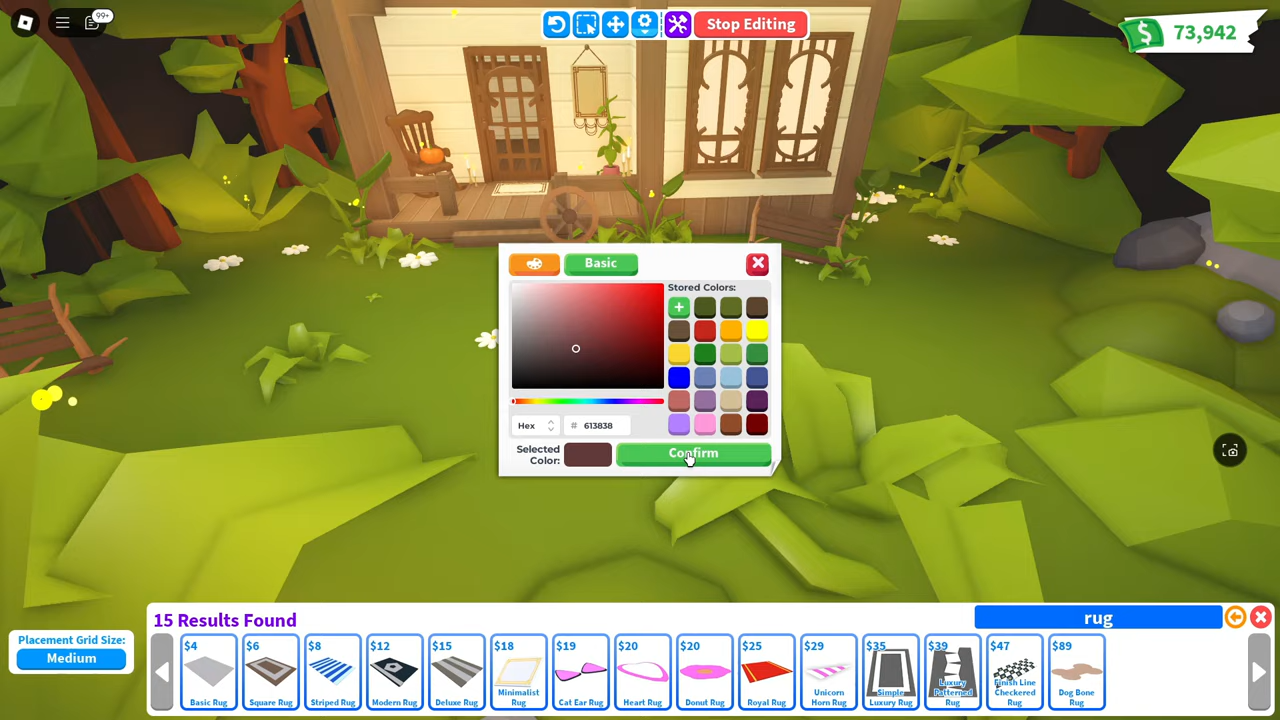 99+
Stop Editing
$ 73,942
Basic
Stored Colors:
+
Hex
# 613838
Selected
Color:
Confirm
15 Results Found
rug
Placement Grid Size:
Medium
$4
Basic Rug
$6
Square Rug
$8
Striped Rug
$12
Modern Rug
$15
Deluxe Rug
$18
Minimalist
Rug
$19
Cat Ear Rug
$20
Heart Rug
$20
Donut Rug
$25
Royal Rug
$29
Unicorn
Horn Rug
$35
Simple
Luxury Rug
$39
Luxury
Patterned
Rug
$47
Finish Line
Checkered
Rug
$89
Dog Bone
Rug